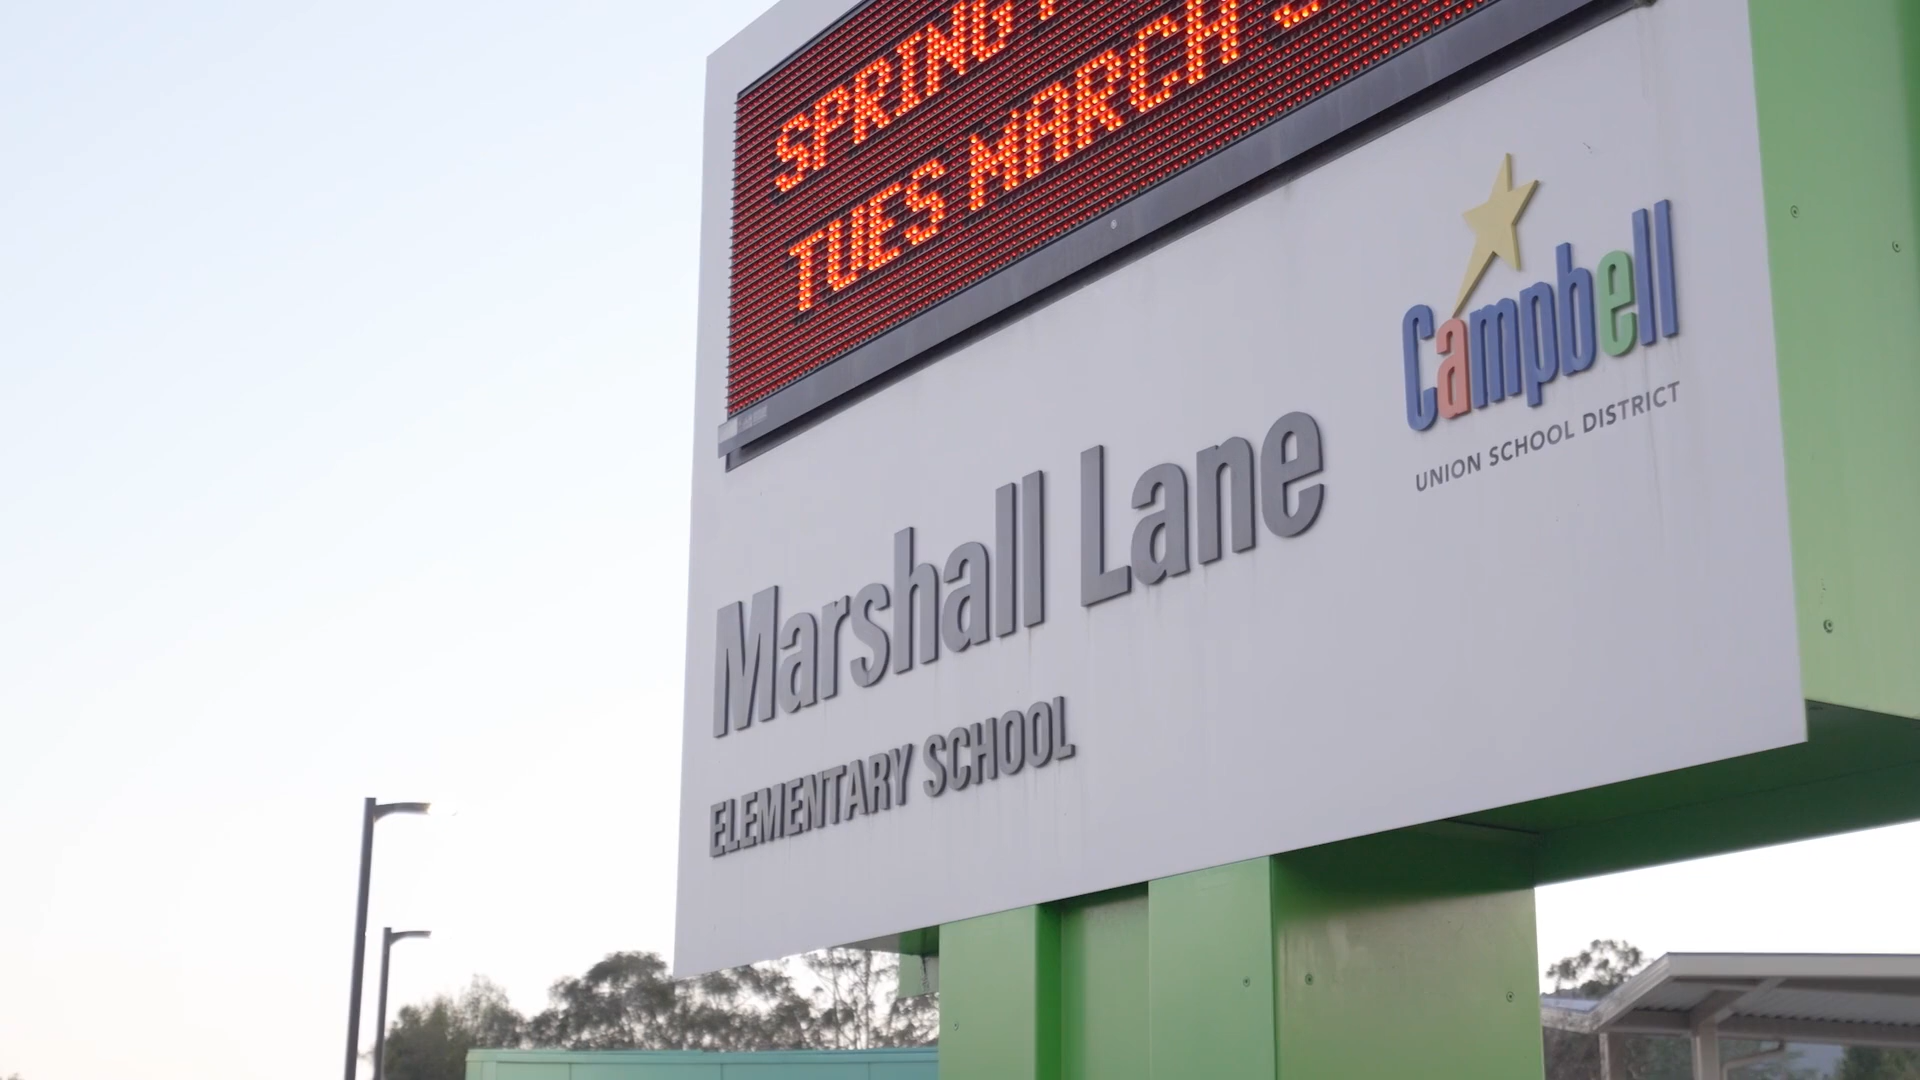 SPRING
TUES MARCH
Campbell
UNION SCHOOL DISTRICT
Marshall Lane
ELEMENTARY SCHOOL